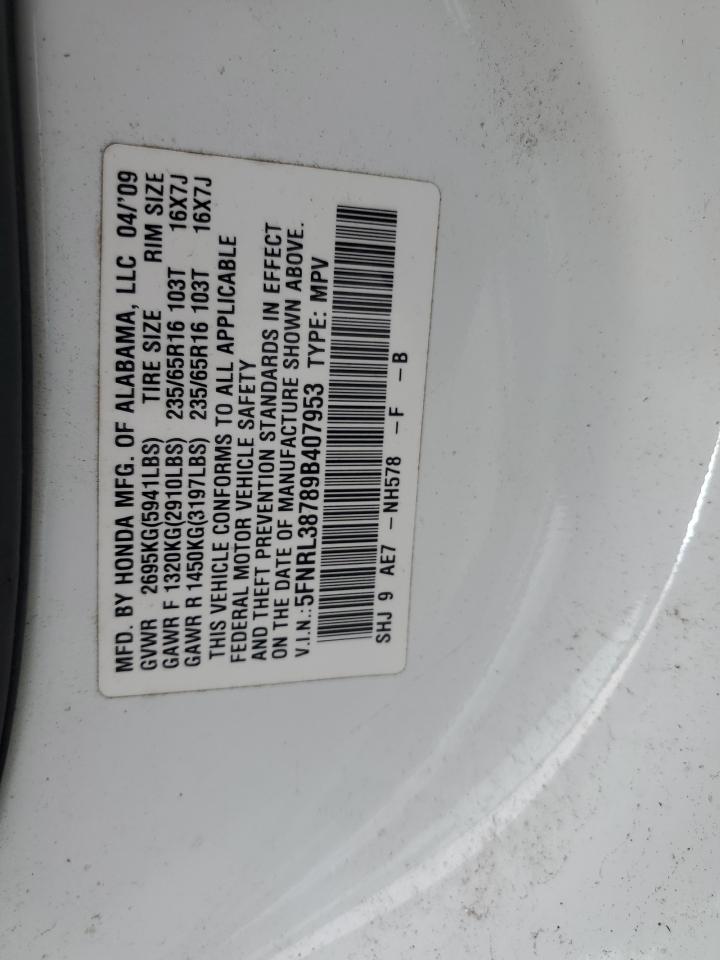 MFD. BY HONDA MFG. OF ALABAMA, LLC 04/'09
GVWR 2695KG(5941LBS) TIRE SIZE RIM SIZE
GAWR F 1320KG(2910LBS) 235/65R16 103T 16X7J
GAWR R 1450KG(3197LBS) 235/65R16 103T 16X7J
THIS VEHICLE CONFORMS TO ALL APPLICABLE
FEDERAL MOTOR VEHICLE SAFETY
AND THEFT PREVENTION STANDARDS IN EFFECT
ON THE DATE OF MANUFACTURE SHOWN ABOVE.
V.I.N.:5FNRL38789B407953 TYPE: MPV
SHJ 9 AE7 -NH578 -F -B